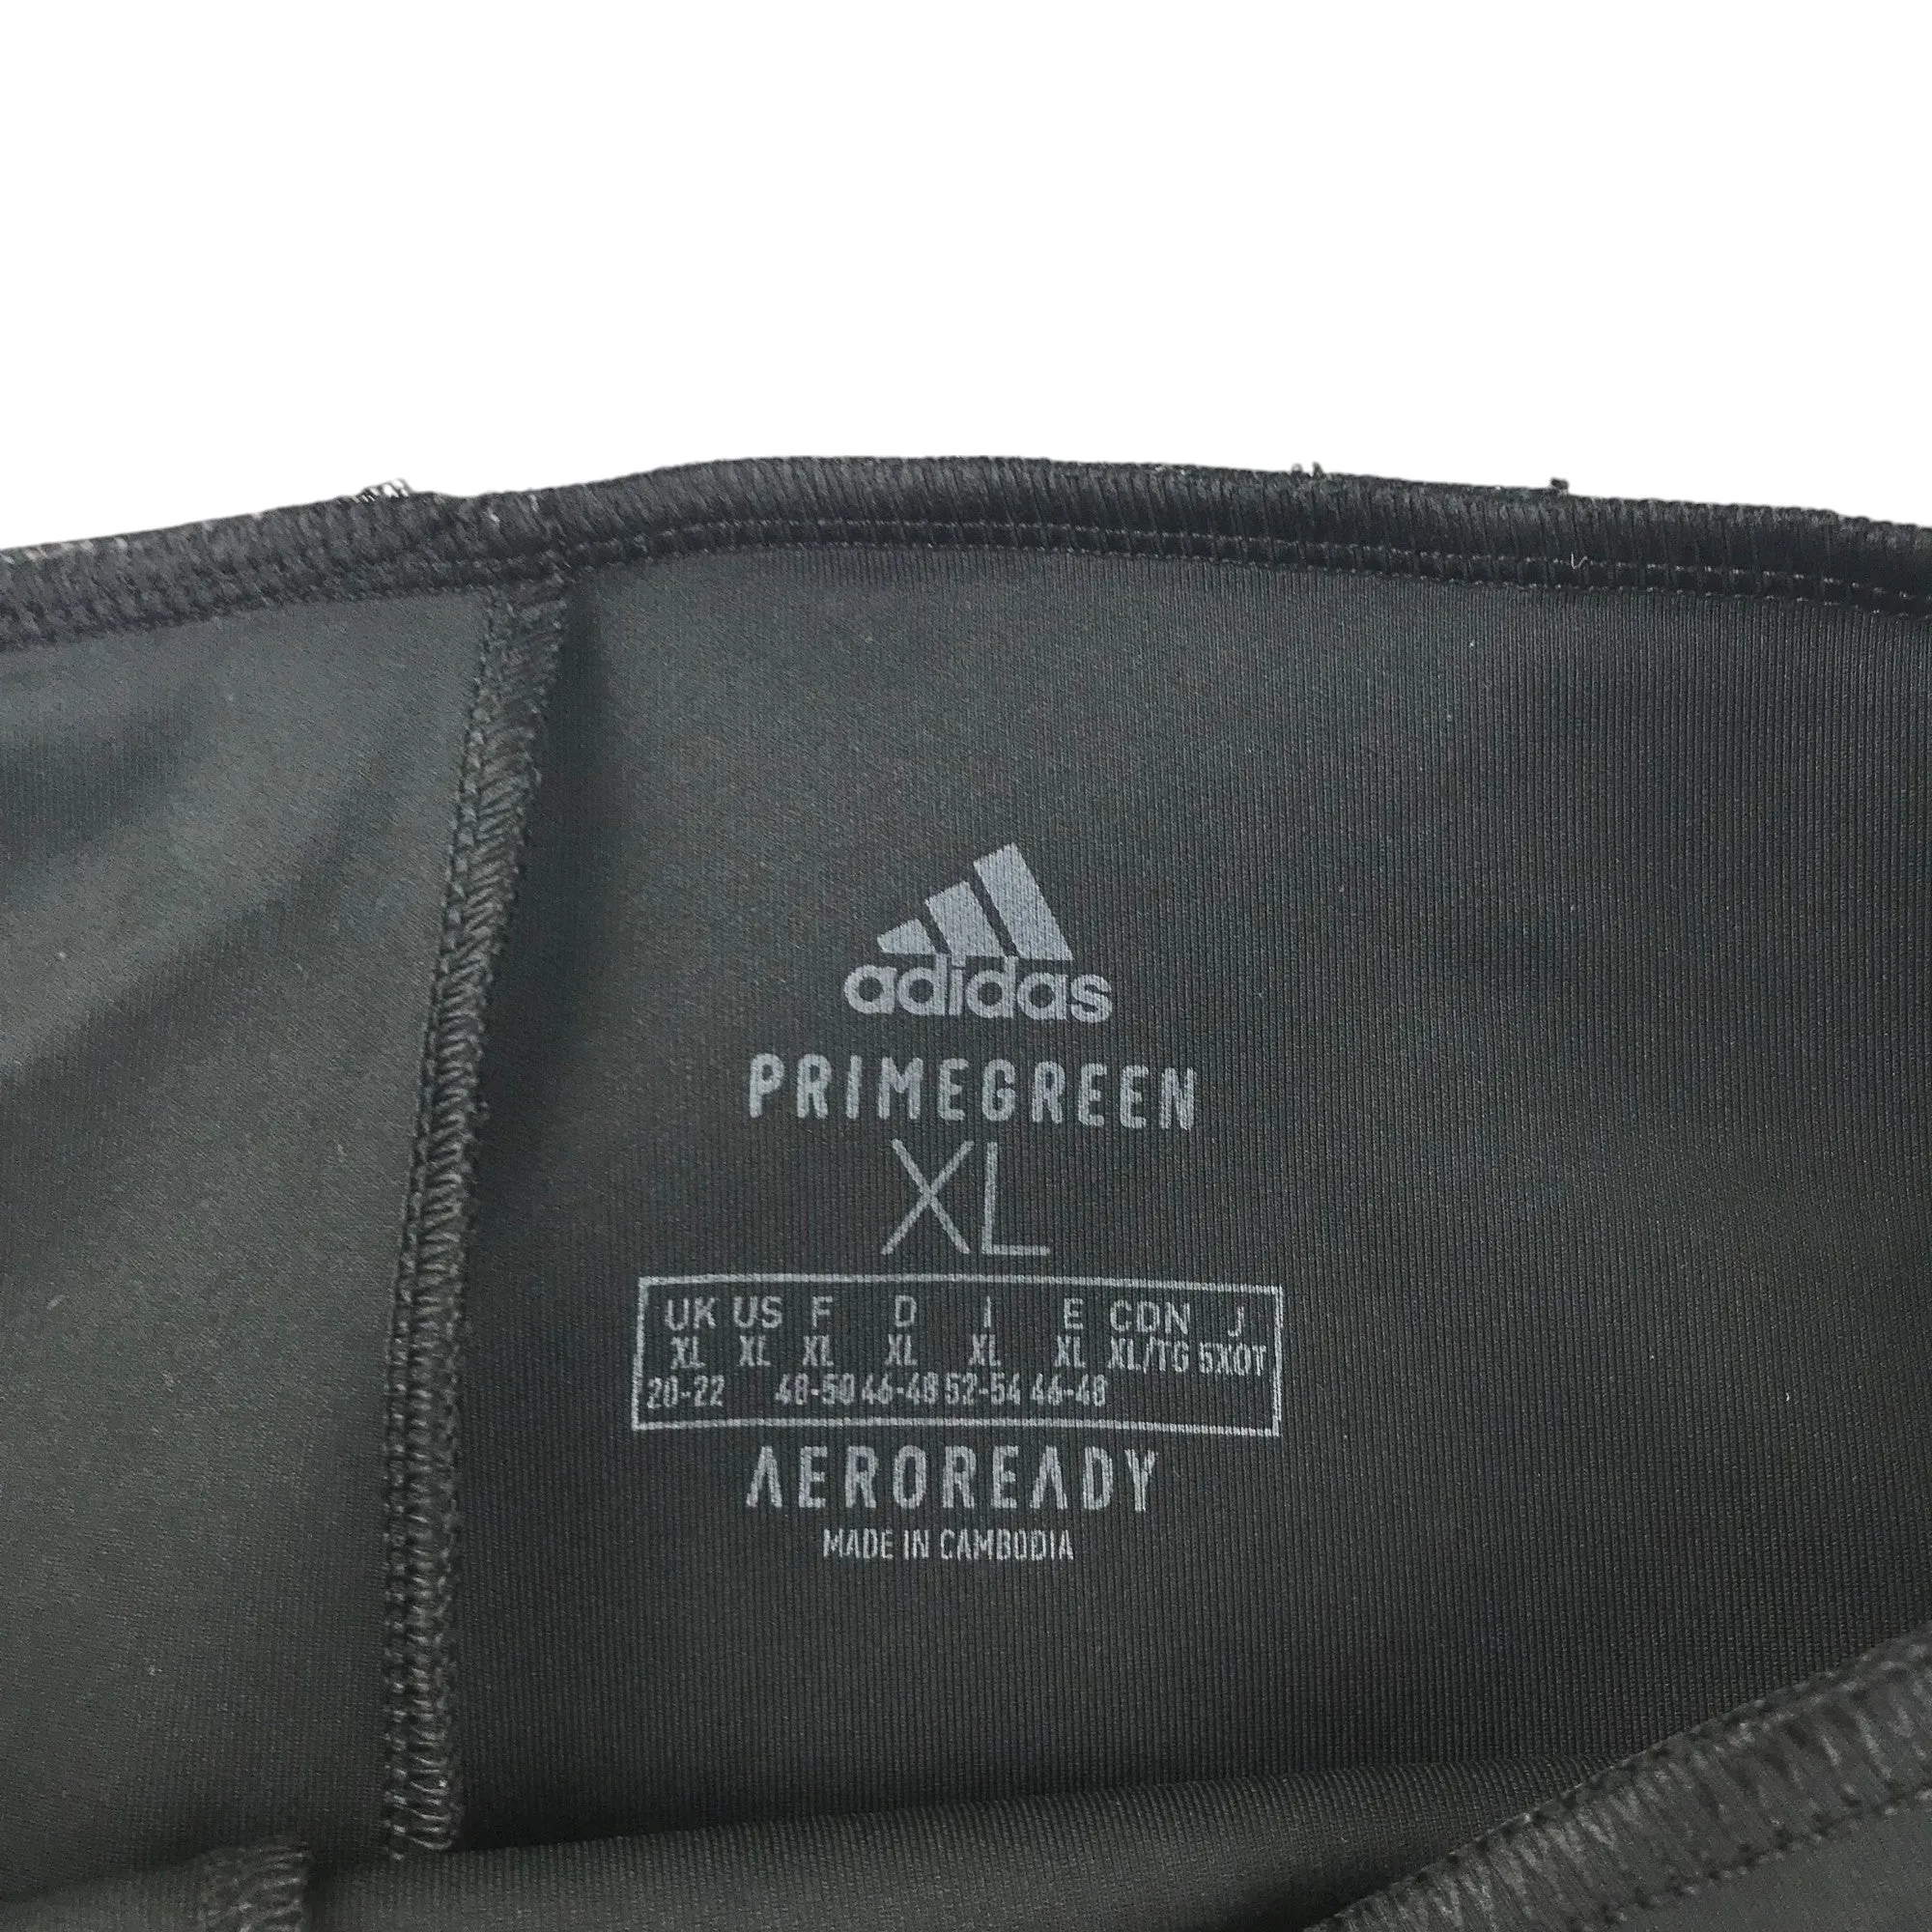 adidas
PRIMEGREEN
XL
UK US F D I E CDN J
XL XL XL XL XL XL XL/TG 5XOT
20-22 48-50 46-48 52-54 46-48
AEROREADY
MADE IN CAMBODIA